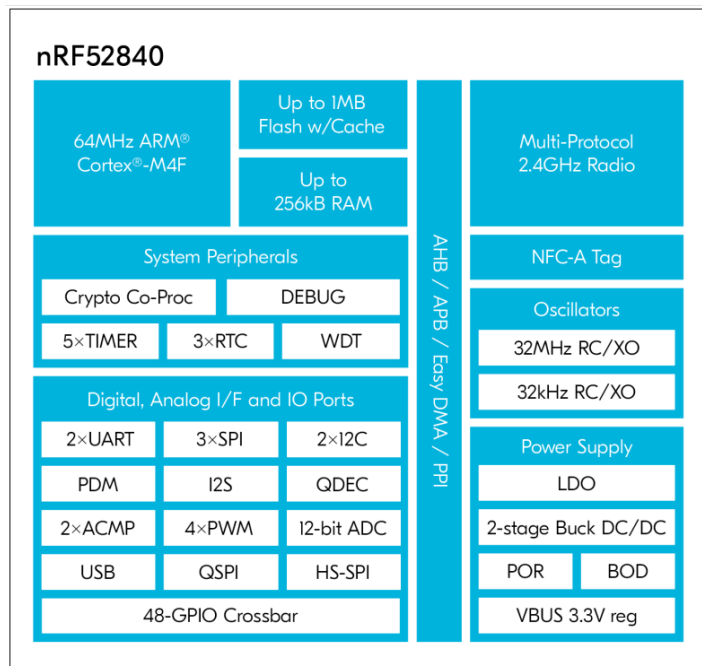 nRF52840
64MHz ARM®
Cortex®-M4F
Up to 1MB
Flash w/Cache
Up to
256kB RAM
System Peripherals
Crypto Co-Proc
DEBUG
5×TIMER
3×RTC
WDT
Digital, Analog I/F and IO Ports
2×UART
3×SPI
2×12C
PDM
I2S
QDEC
2×ACMP
4×PWM
12-bit ADC
USB
QSPI
HS-SPI
48-GPIO Crossbar
AHB / APB / Easy DMA / PPI
Multi-Protocol
2.4GHz Radio
NFC-A Tag
Oscillators
32MHz RC/XO
32kHz RC/XO
Power Supply
LDO
2-stage Buck DC/DC
POR
BOD
VBUS 3.3V reg